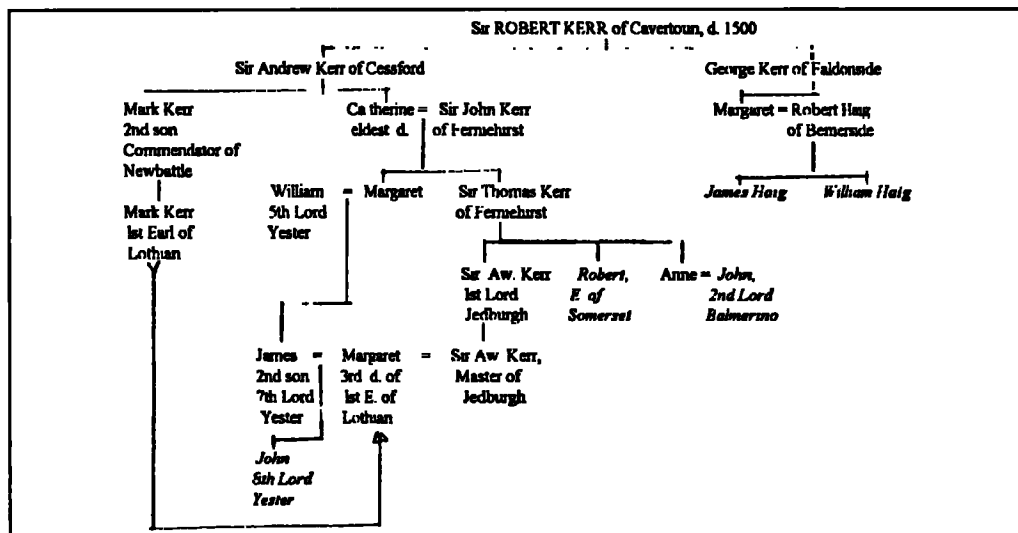 Sir ROBERT KERR of Cavertoun, d. 1500
Sir Andrew Kerr of Cessford
George Kerr of Faldonside
Mark Kerr
2nd son
Commendator of
Newbattle
Catherine = Sir John Kerr
eldest d. of Ferniehurst
Margaret = Robert Haig
of Bemerside
James Haig William Haig
Mark Kerr
1st Earl of
Lothian
William = Margaret
5th Lord
Yester
Sir Thomas Kerr
of Ferniehurst
Sir Aw. Kerr
1st Lord
Jedburgh
Robert,
E. of
Somerset
Anne = John,
2nd Lord
Balmerino
James = Margaret = Sir Aw Kerr,
2nd son 3rd d. of Master of
7th Lord 1st E. of Jedburgh
Yester Lothian
John
8th Lord
Yester